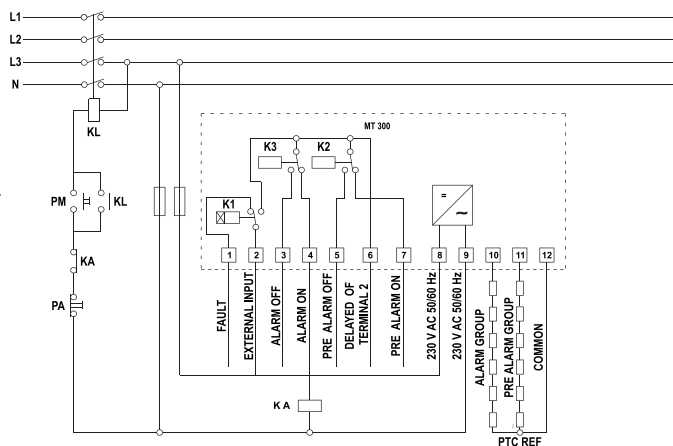 L1
L2
L3
N
KL
MT 300
K3
K2
K1
PM
KL
KA
PA
1
2
3
4
5
6
7
8
9
10
11
12
FAULT
EXTERNAL INPUT
ALARM OFF
ALARM ON
PRE ALARM OFF
DELAYED OF
TERMINAL 2
PRE ALARM ON
230 V AC 50/60 Hz
230 V AC 50/60 Hz
ALARM GROUP
PRE ALARM GROUP
COMMON
K A
PTC REF